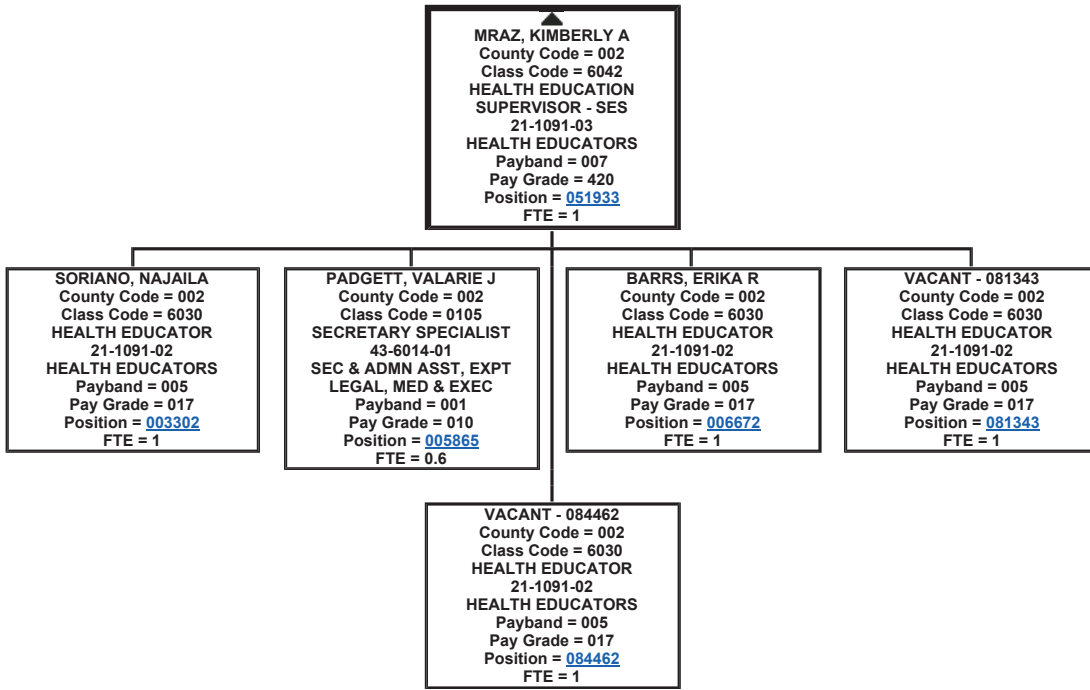 MRAZ, KIMBERLY A
County Code = 002
Class Code = 6042
HEALTH EDUCATION
SUPERVISOR - SES
21-1091-03
HEALTH EDUCATORS
Payband = 007
Pay Grade = 420
Position = 051933
FTE = 1
SORIANO, NAJAILA
County Code = 002
Class Code = 6030
HEALTH EDUCATOR
21-1091-02
HEALTH EDUCATORS
Payband = 005
Pay Grade = 017
Position = 003302
FTE = 1
PADGETT, VALARIE J
County Code = 002
Class Code = 0105
SECRETARY SPECIALIST
43-6014-01
SEC & ADMN ASST, EXPT
LEGAL, MED & EXEC
Payband = 001
Pay Grade = 010
Position = 005865
FTE = 0.6
BARRS, ERIKA R
County Code = 002
Class Code = 6030
HEALTH EDUCATOR
21-1091-02
HEALTH EDUCATORS
Payband = 005
Pay Grade = 017
Position = 006672
FTE = 1
VACANT - 081343
County Code = 002
Class Code = 6030
HEALTH EDUCATOR
21-1091-02
HEALTH EDUCATORS
Payband = 005
Pay Grade = 017
Position = 081343
FTE = 1
VACANT - 084462
County Code = 002
Class Code = 6030
HEALTH EDUCATOR
21-1091-02
HEALTH EDUCATORS
Payband = 005
Pay Grade = 017
Position = 084462
FTE = 1